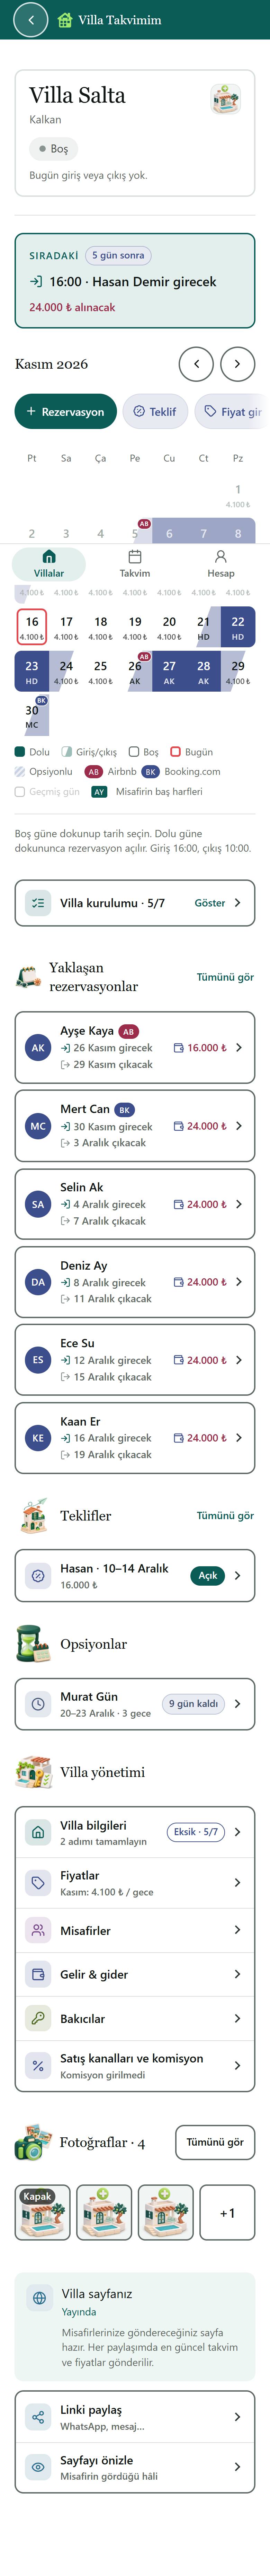 Villa Takvimim
Villa Salta
Kalkan
Boş
Bugün giriş veya çıkış yok.
SIRADAKİ 5 gün sonra
16:00 · Hasan Demir girecek
24.000 ₺ alınacak
Kasım 2026
+ Rezervasyon Teklif Fiyat gir
Pt Sa Ça Pe Cu Ct Pz
1
4.100 ₺
AB
2 3 4 5 6 7 8
Villalar Takvim Hesap
4.100 ₺ 4.100 ₺ 4.100 ₺ 4.100 ₺ 4.100 ₺ 4.100 ₺
16 17 18 19 20 21 22
4.100 ₺ 4.100 ₺ 4.100 ₺ 4.100 ₺ 4.100 ₺ HD HD
AB
23 24 25 26 27 28 29
HD 4.100 ₺ 4.100 ₺ AK AK AK 4.100 ₺
BK
30
MC
Dolu Giriş/çıkış Boş Bugün
Opsiyonlu AB Airbnb BK Booking.com
Geçmiş gün AY Misafirin baş harfleri
Boş güne dokunup tarih seçin. Dolu güne
dokununca rezervasyon açılır. Giriş 16:00, çıkış 10:00.
Villa kurulumu · 5/7 Göster
Yaklaşan
rezervasyonlar
Tümünü gör
Ayşe Kaya AB
AK 26 Kasım girecek 16.000 ₺
29 Kasım çıkacak
Mert Can BK
MC 30 Kasım girecek 24.000 ₺
3 Aralık çıkacak
Selin Ak
SA 4 Aralık girecek 24.000 ₺
7 Aralık çıkacak
Deniz Ay
DA 8 Aralık girecek 24.000 ₺
11 Aralık çıkacak
Ece Su
ES 12 Aralık girecek 24.000 ₺
15 Aralık çıkacak
Kaan Er
KE 16 Aralık girecek 24.000 ₺
19 Aralık çıkacak
Teklifler Tümünü gör
Hasan · 10–14 Aralık Açık
16.000 ₺
Opsiyonlar
Murat Gün 9 gün kaldı
20–23 Aralık · 3 gece
Villa yönetimi
Villa bilgileri Eksik · 5/7
2 adımı tamamlayın
Fiyatlar
Kasım: 4.100 ₺ / gece
Misafirler
Gelir & gider
Bakıcılar
Satış kanalları ve komisyon
Komisyon girilmedi
Fotoğraflar · 4 Tümünü gör
Kapak
+1
Villa sayfanız
Yayında
Misafirlerinize göndereceğiniz sayfa
hazır. Her paylaşımda en güncel takvim
ve fiyatlar gönderilir.
Linki paylaş
WhatsApp, mesaj...
Sayfayı önizle
Misafirin gördüğü hâli